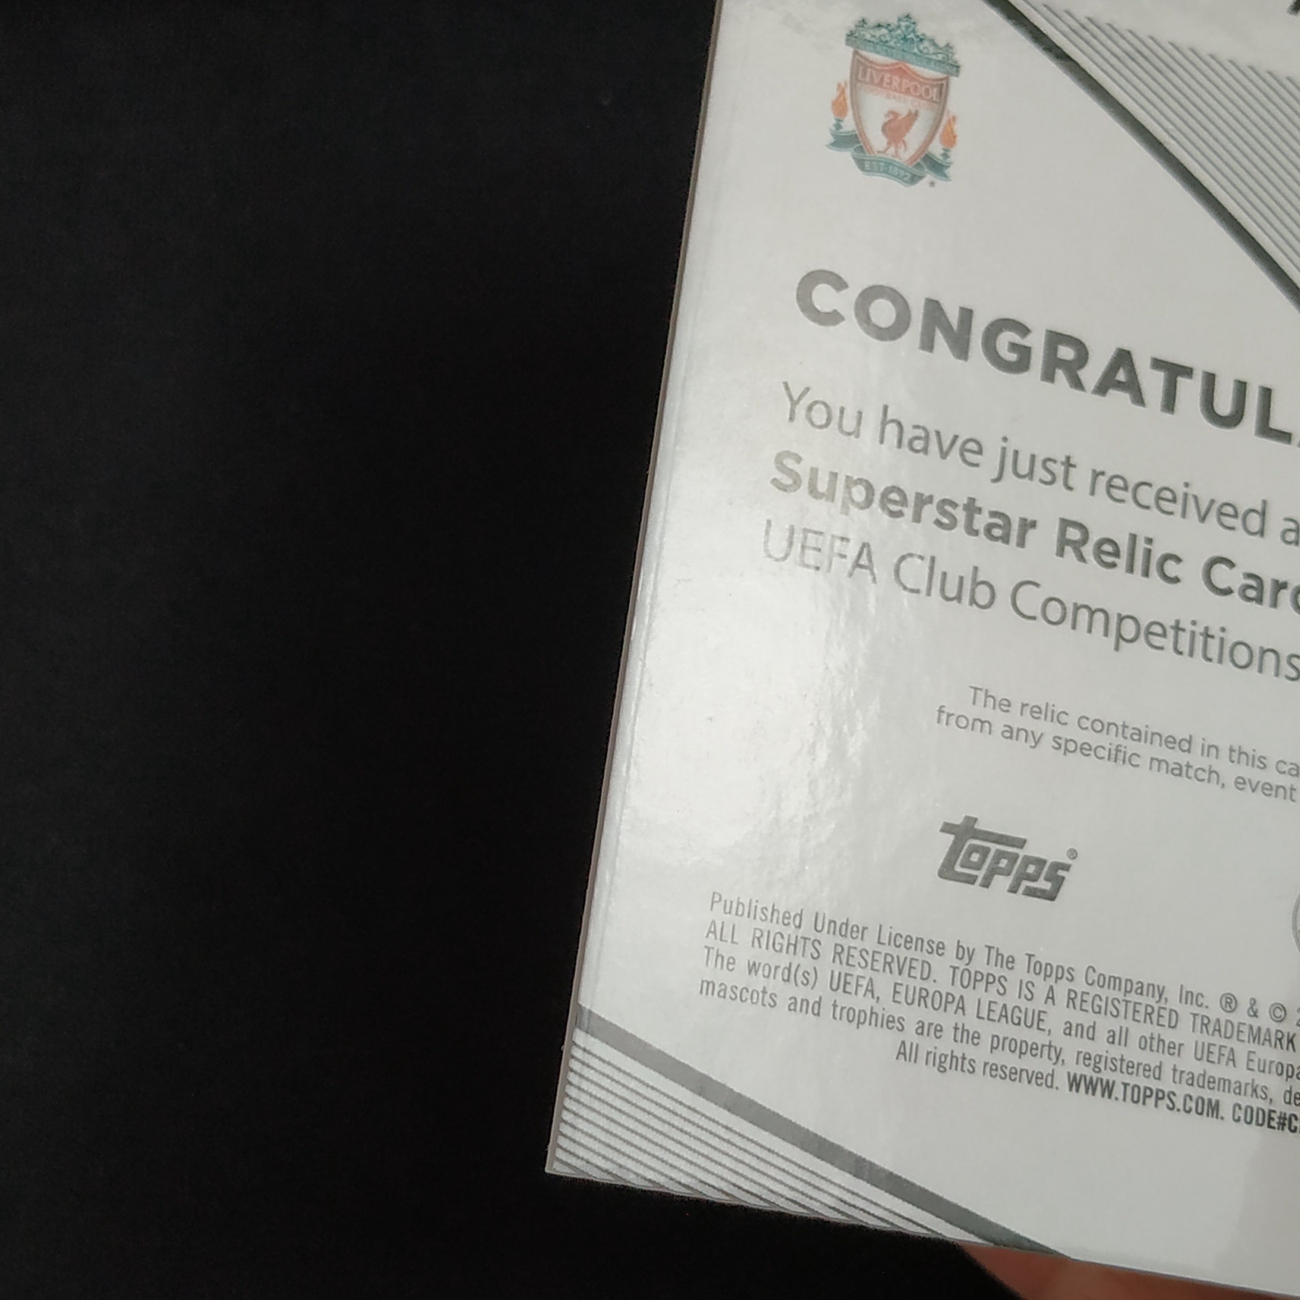 LIVERPOOL
EST·1892
CONGRATUL
You have just received a
Superstar Relic Card
UEFA Club Competitions
The relic contained in this ca
from any specific match, event
Topps®
Published Under License by The Topps Company, Inc. ® & ©
ALL RIGHTS RESERVED. TOPPS IS A REGISTERED TRADEMARK
The word(s) UEFA, EUROPA LEAGUE, and all other UEFA Europa
mascots and trophies are the property, registered trademarks, de
All rights reserved. WWW.TOPPS.COM. CODE#C